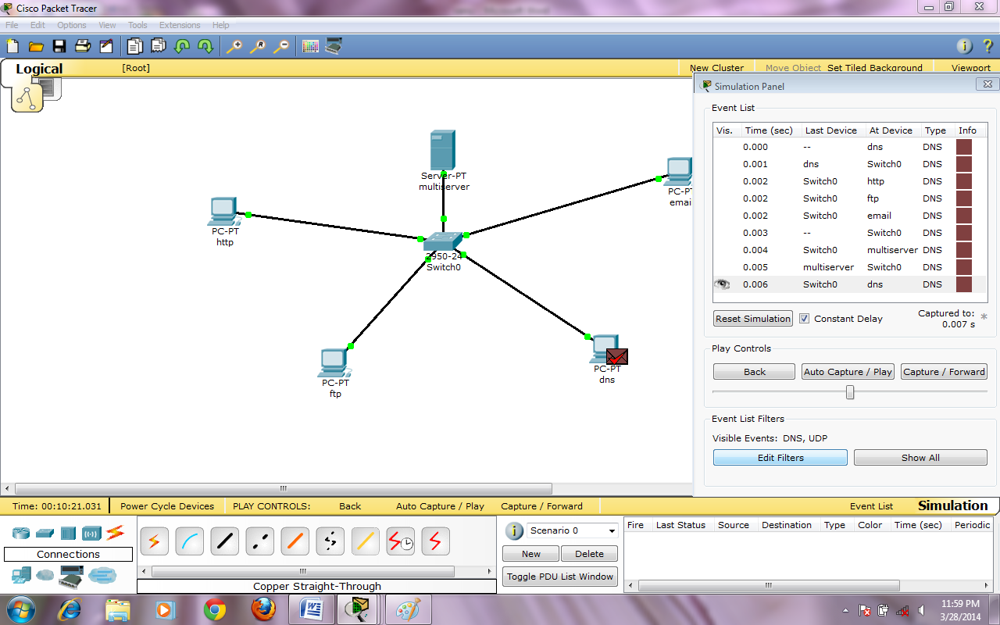 Cisco Packet Tracer
File Edit Options View Tools Extensions Help
Logical [Root] New Cluster Move Object Set Tiled Background Viewport
Simulation Panel
Event List
Vis. Time (sec) Last Device At Device Type Info
0.000 -- dns DNS
0.001 dns Switch0 DNS
0.002 Switch0 http DNS
0.002 Switch0 ftp DNS
0.002 Switch0 email DNS
0.003 -- Switch0 DNS
0.004 Switch0 multiserver DNS
0.005 multiserver Switch0 DNS
0.006 Switch0 dns DNS
Reset Simulation Constant Delay Captured to: *
0.007 s
Play Controls
Back Auto Capture / Play Capture / Forward
Event List Filters
Visible Events: DNS, UDP
Edit Filters Show All
Server-PT
multiserver
PC-PT
emai
PC-PT
http
2950-24
Switch0
PC-PT
ftp
PC-PT
dns
Time: 00:10:21.031 Power Cycle Devices PLAY CONTROLS: Back Auto Capture / Play Capture / Forward Event List Simulation
Connections
Copper Straight-Through
Scenario 0
New Delete
Toggle PDU List Window
Fire Last Status Source Destination Type Color Time (sec) Periodic
11:59 PM
3/28/2014